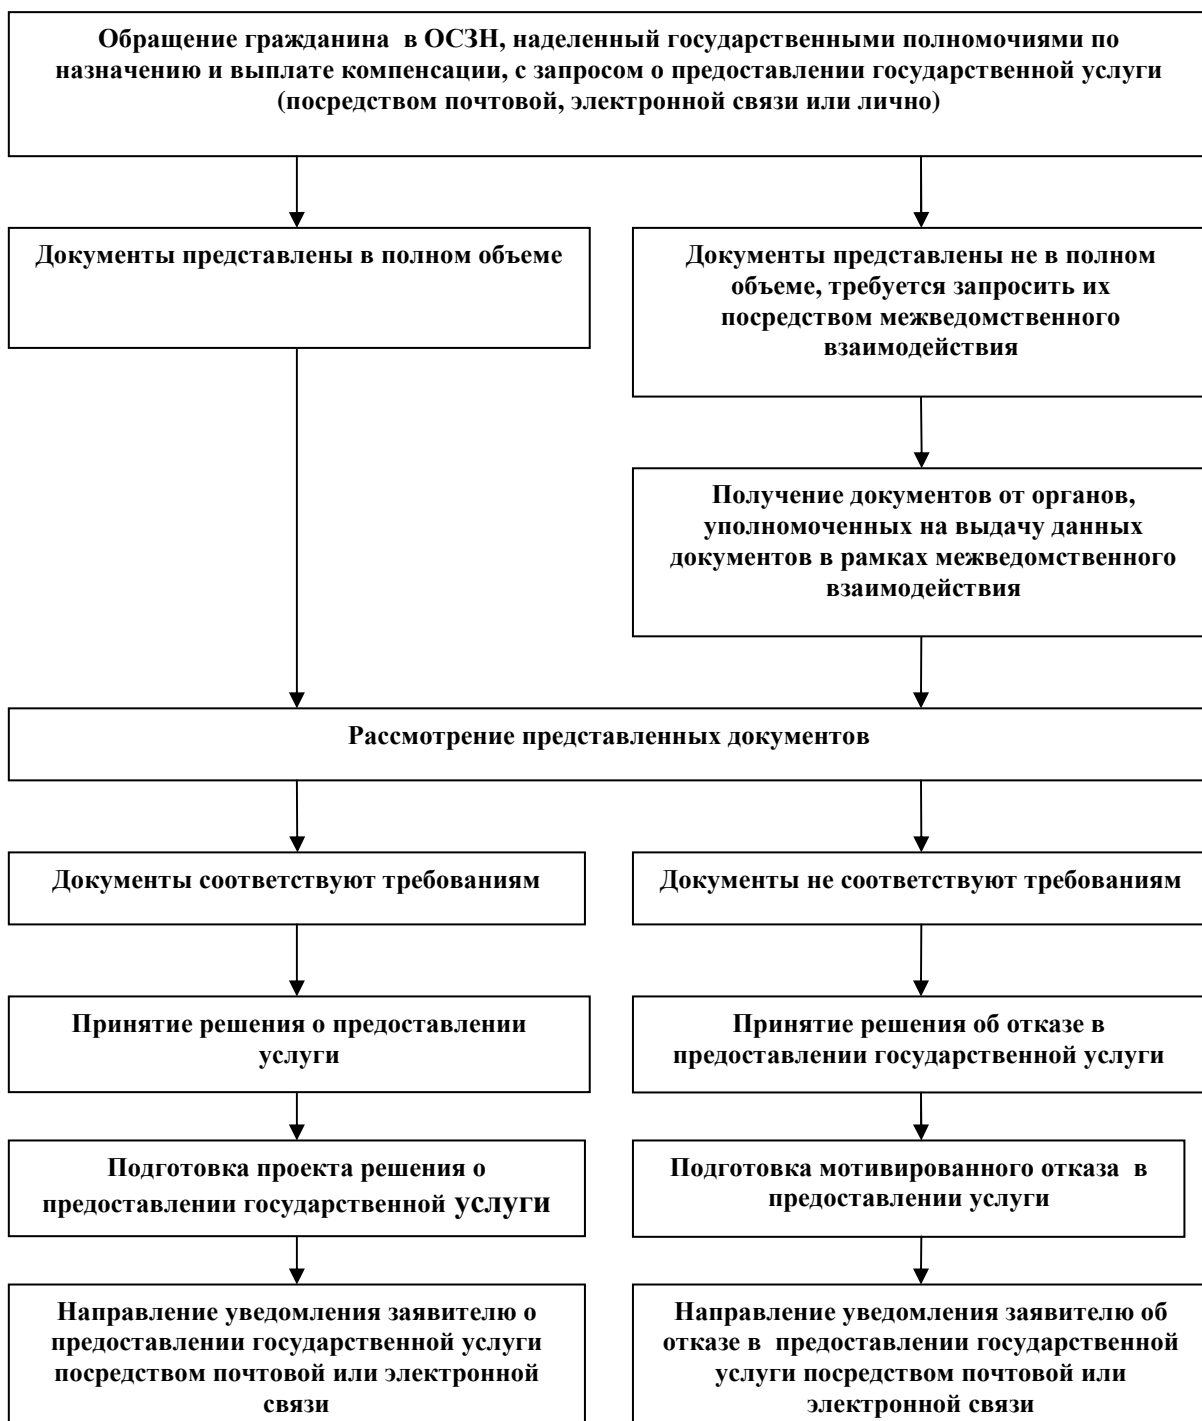 Обращение гражданина  в ОСЗН, наделенный государственными полномочиями по
назначению и выплате компенсации, с запросом о предоставлении государственной услуги
(посредством почтовой, электронной связи или лично)
Документы представлены в полном объеме
Документы представлены не в полном
объеме, требуется запросить их
посредством межведомственного
взаимодействия
Получение документов от органов,
уполномоченных на выдачу данных
документов в рамках межведомственного
взаимодействия
Рассмотрение представленных документов
Документы соответствуют требованиям
Документы не соответствуют требованиям
Принятие решения о предоставлении
услуги
Принятие решения об отказе в
предоставлении государственной услуги
Подготовка проекта решения о
предоставлении государственной услуги
Подготовка мотивированного отказа  в
предоставлении услуги
Направление уведомления заявителю о
предоставлении государственной услуги
посредством почтовой или электронной
связи
Направление уведомления заявителю об
отказе в  предоставлении государственной
услуги посредством почтовой или
электронной связи